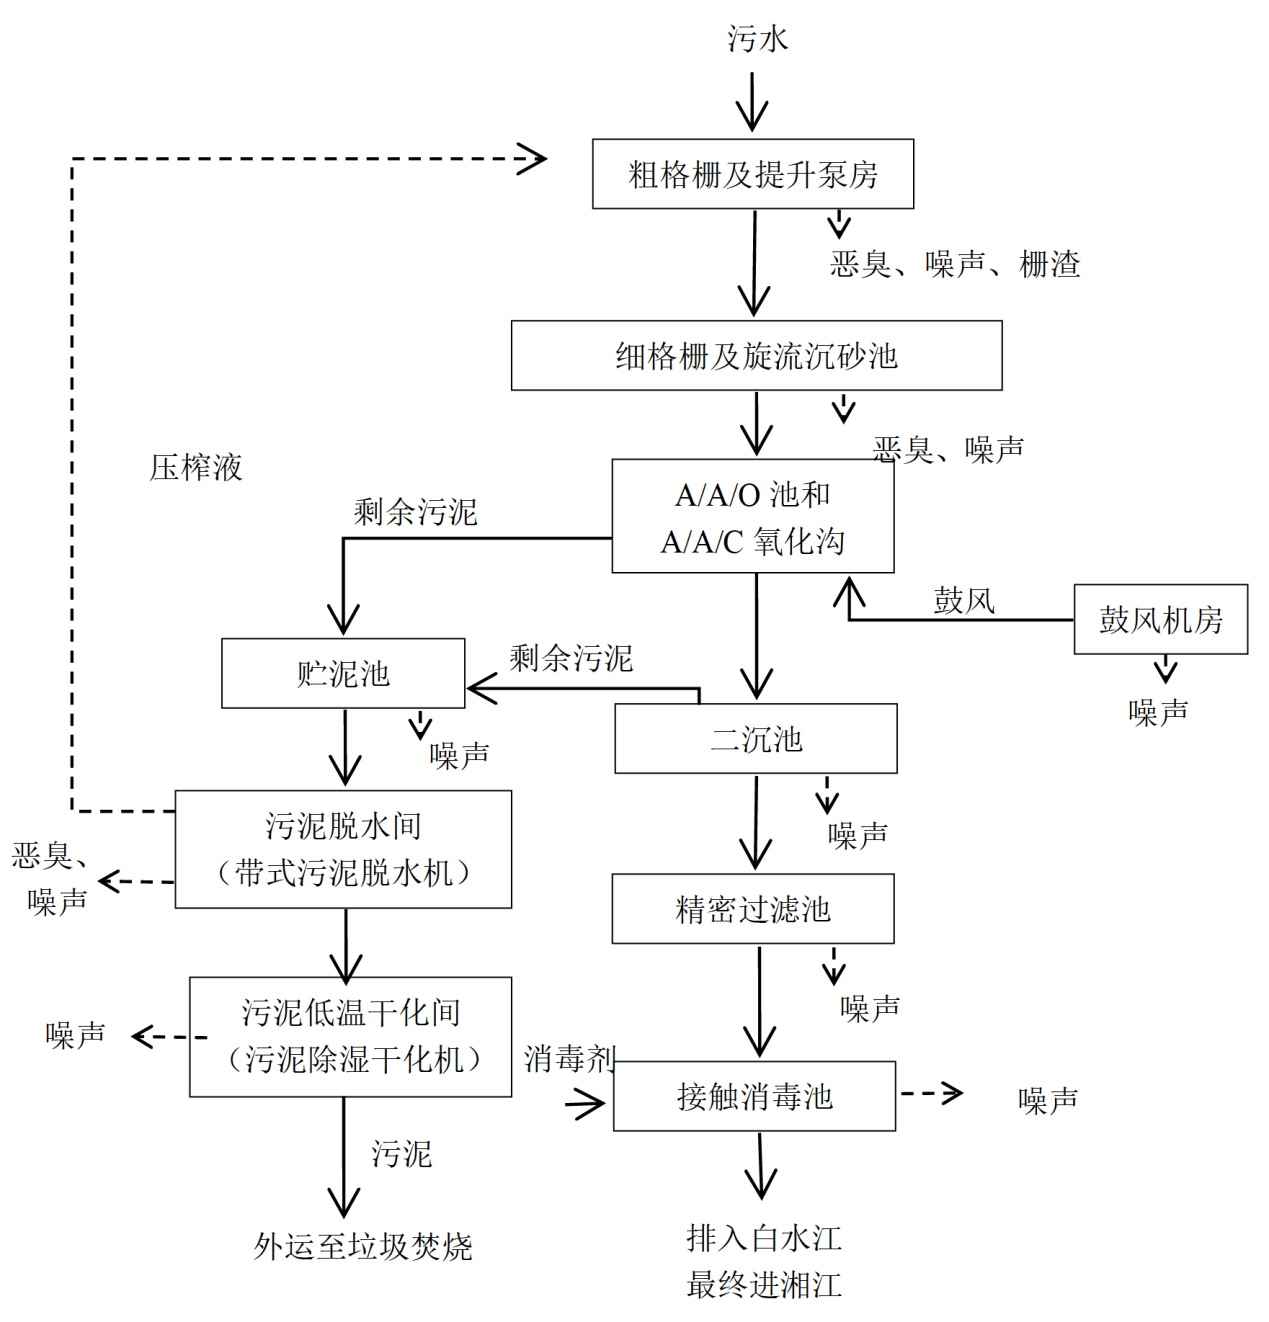 污水
粗格栅及提升泵房
恶臭、噪声、栅渣
细格栅及旋流沉砂池
恶臭、噪声
压榨液
A/A/O 池和
A/A/C 氧化沟
剩余污泥
鼓风
鼓风机房
噪声
剩余污泥
贮泥池
噪声
二沉池
噪声
污泥脱水间
（带式污泥脱水机）
恶臭、
噪声
精密过滤池
噪声
污泥低温干化间
（污泥除湿干化机）
噪声
消毒剂
接触消毒池
噪声
污泥
外运至垃圾焚烧
排入白水江
最终进湘江